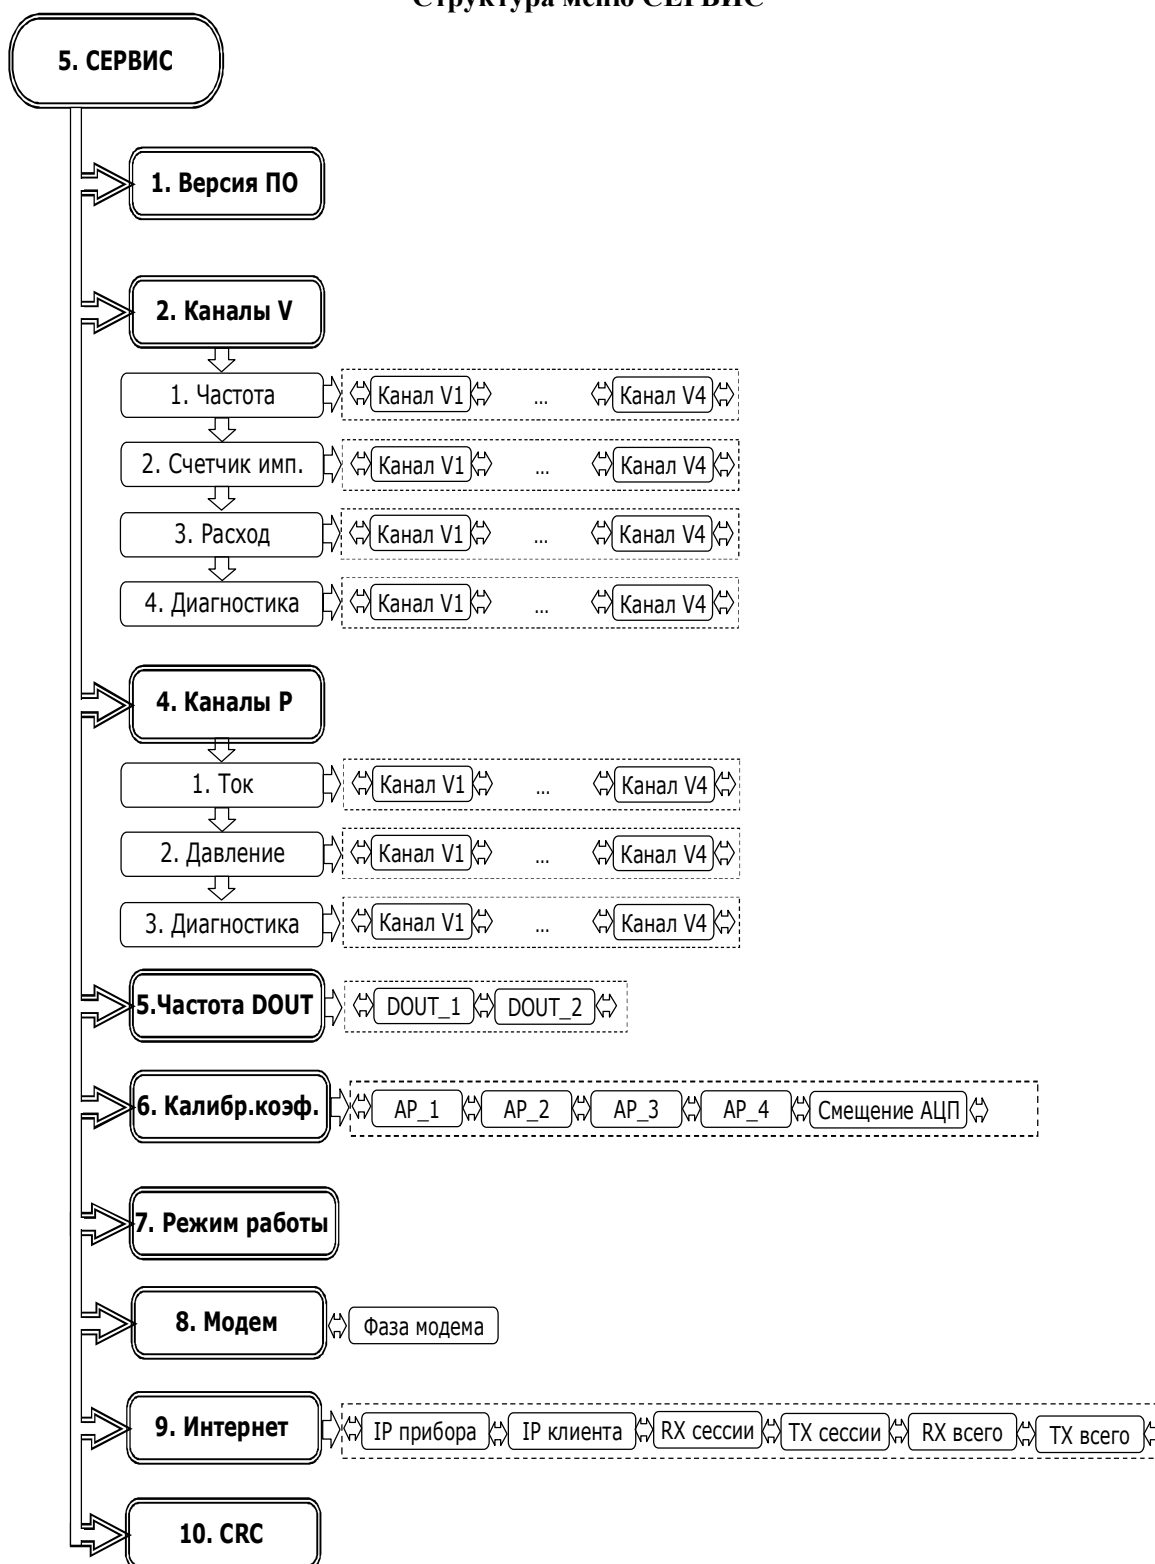 Структура меню СЕРВИС
5. СЕРВИС
1. Версия ПО
2. Каналы V
1. Частота Канал V1 ... Канал V4
2. Счетчик имп. Канал V1 ... Канал V4
3. Расход Канал V1 ... Канал V4
4. Диагностика Канал V1 ... Канал V4
4. Каналы P
1. Ток Канал V1 ... Канал V4
2. Давление Канал V1 ... Канал V4
3. Диагностика Канал V1 ... Канал V4
5.Частота DOUT DOUT_1 DOUT_2
6. Калибр.коэф. AP_1 AP_2 AP_3 AP_4 Смещение АЦП
7. Режим работы
8. Модем Фаза модема
9. Интернет IP прибора IP клиента RX сессии TX сессии RX всего TX всего
10. CRC